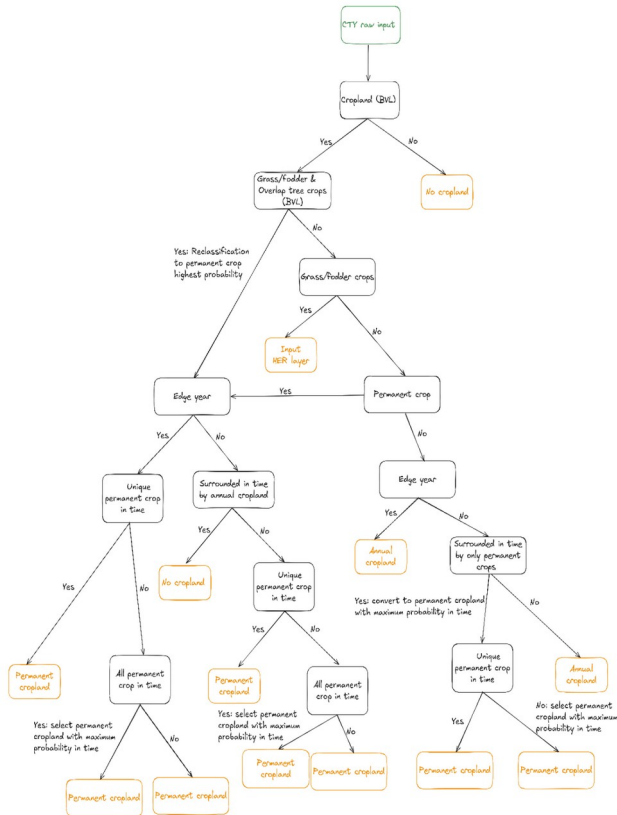 CTY raw input
Cropland (BVL)
Yes
No
Grass/fodder &
Overlap tree crops
(BVL)
No cropland
No
Yes: Reclassification
to permanent crop
highest probability
Grass/fodder crops
Yes
No
Input
RER layer
Edge year
Yes
Permanent crop
Yes
No
No
Unique
permanent crop
in time
Surrounded in time
by annual cropland
Edge year
Yes
No
Yes
No
Yes
No
No cropland
Unique
permanent crop
in time
Annual
cropland
Surrounded in time
by only permanent
crops
Yes: convert to permanent cropland
with maximum probability in time
No
Yes
No
Permanent
cropland
All permanent
crop in time
Permanent
cropland
All permanent
crop in time
Unique
permanent crop
in time
Annual
cropland
Yes: select permanent
cropland with maximum
probability in time
No
Yes: select permanent
cropland with maximum
probability in time
No
Yes
No: select permanent
cropland with maximum
probability in time
Permanent cropland
Permanent cropland
Permanent
cropland
Permanent cropland
Permanent cropland
Permanent cropland